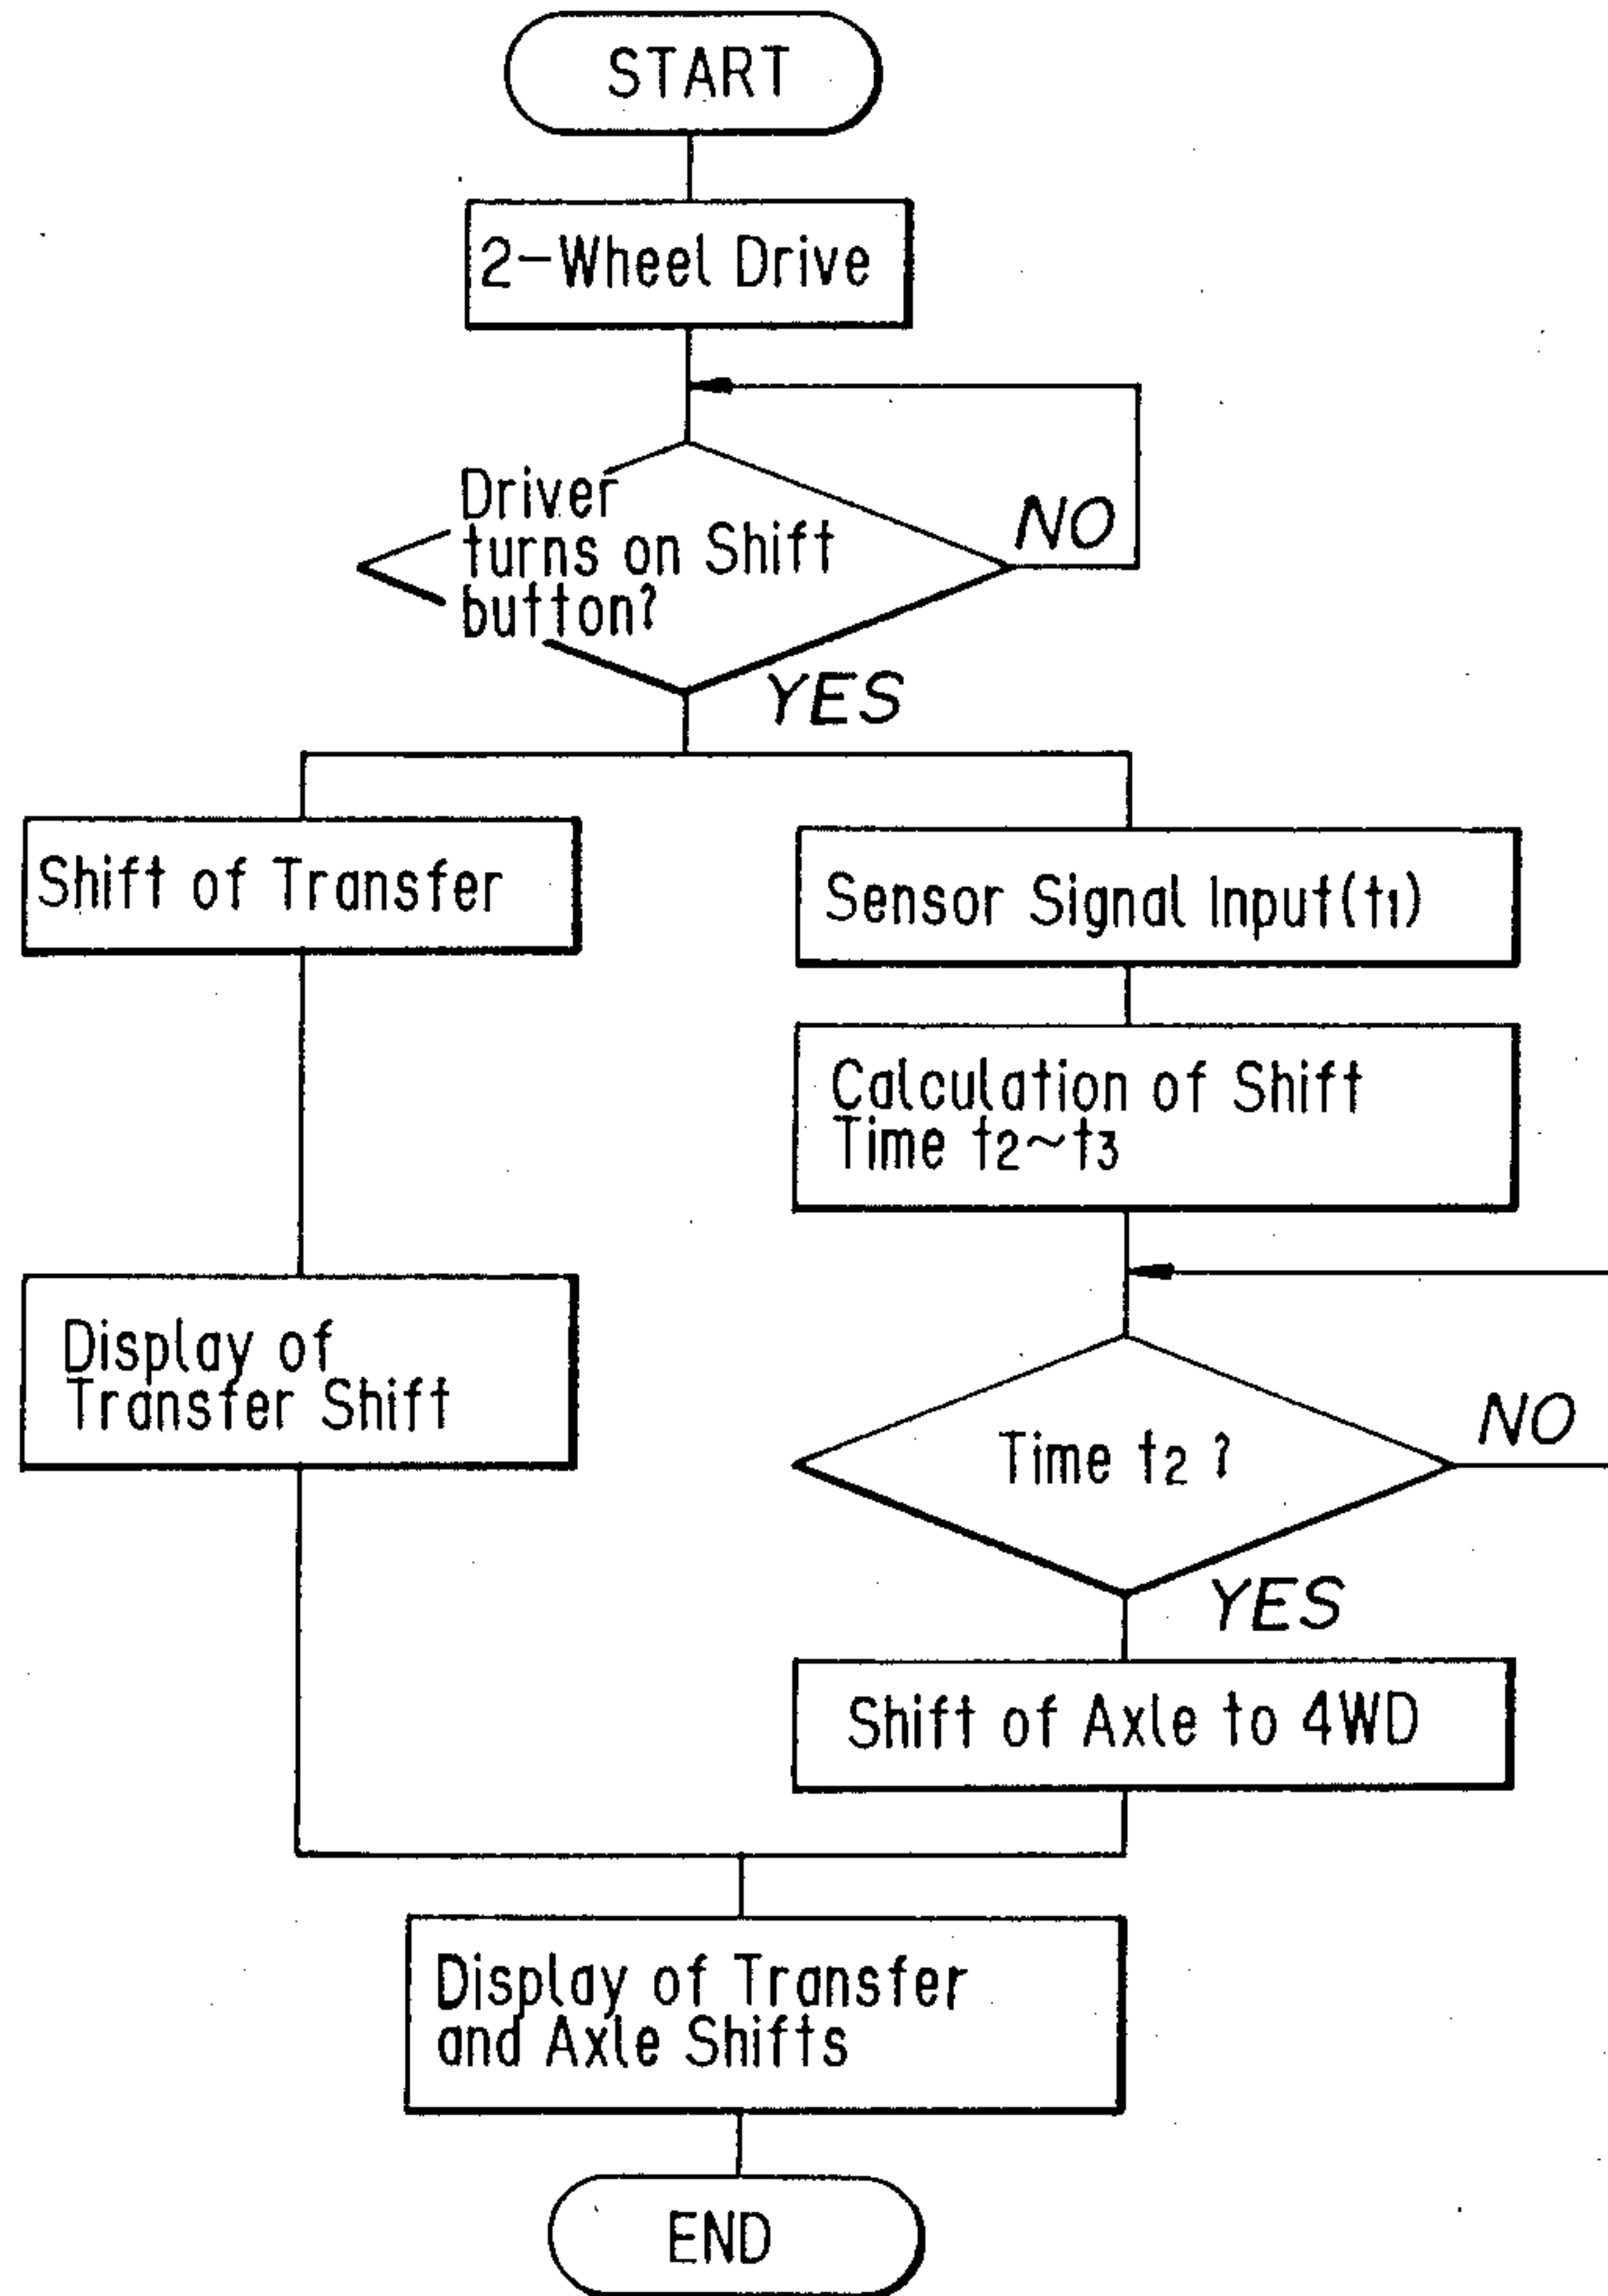 START
2-Wheel Drive
Driver
turns on Shift
button?
NO
YES
Shift of Transfer
Sensor Signal Input(t1)
Calculation of Shift
Time t2~t3
Display of
Transfer Shift
Time t2 ?
NO
YES
Shift of Axle to 4WD
Display of Transfer
and Axle Shifts
END